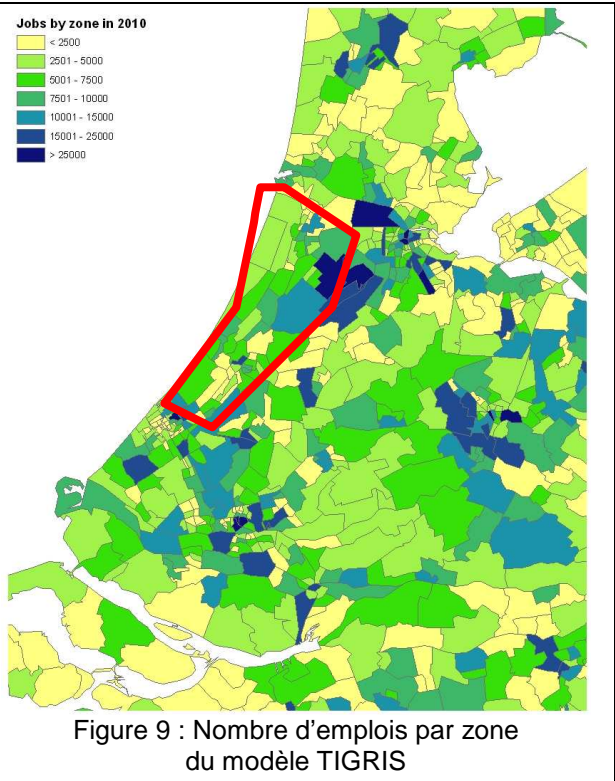 Jobs by zone in 2010
< 2500
2501 - 5000
5001 - 7500
7501 - 10000
10001 - 15000
15001 - 25000
> 25000
Figure 9 : Nombre d'emplois par zone
du modèle TIGRIS